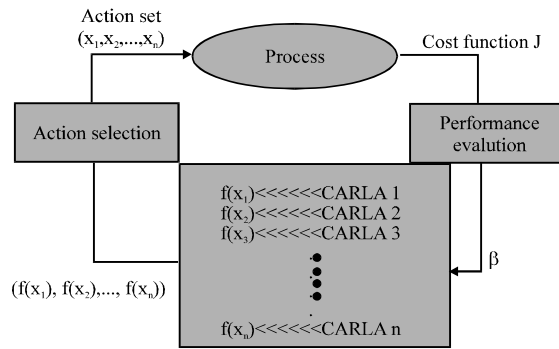 Action set
(x₁,x₂,...,xₙ)
Process
Cost function J
Action selection
Performance
evalution
f(x₁)<<<<<<CARLA 1
f(x₂)<<<<<<CARLA 2
f(x₃)<<<<<<CARLA 3
f(xₙ)<<<<<<CARLA n
β
(f(x₁), f(x₂),..., f(xₙ))